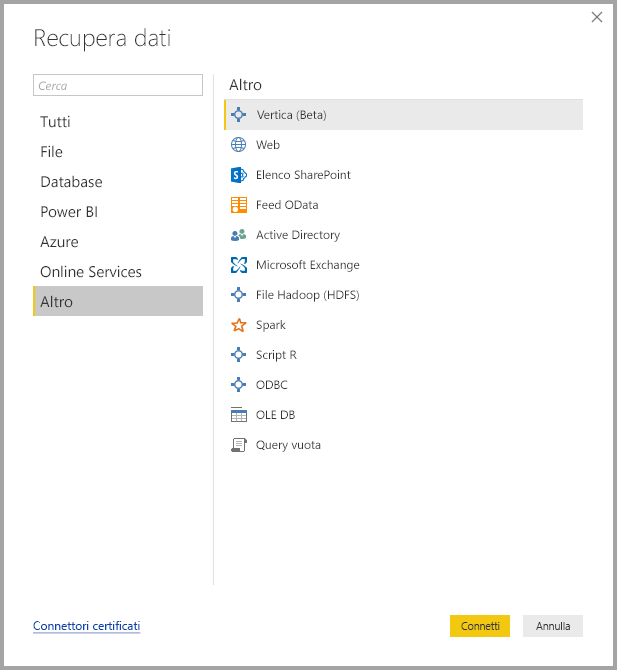 Recupera dati
Cerca
Tutti
File
Database
Power BI
Azure
Online Services
Altro
Altro
Vertica (Beta)
Web
Elenco SharePoint
Feed OData
Active Directory
Microsoft Exchange
File Hadoop (HDFS)
Spark
Script R
ODBC
OLE DB
Query vuota
Connettori certificati
Connetti
Annulla